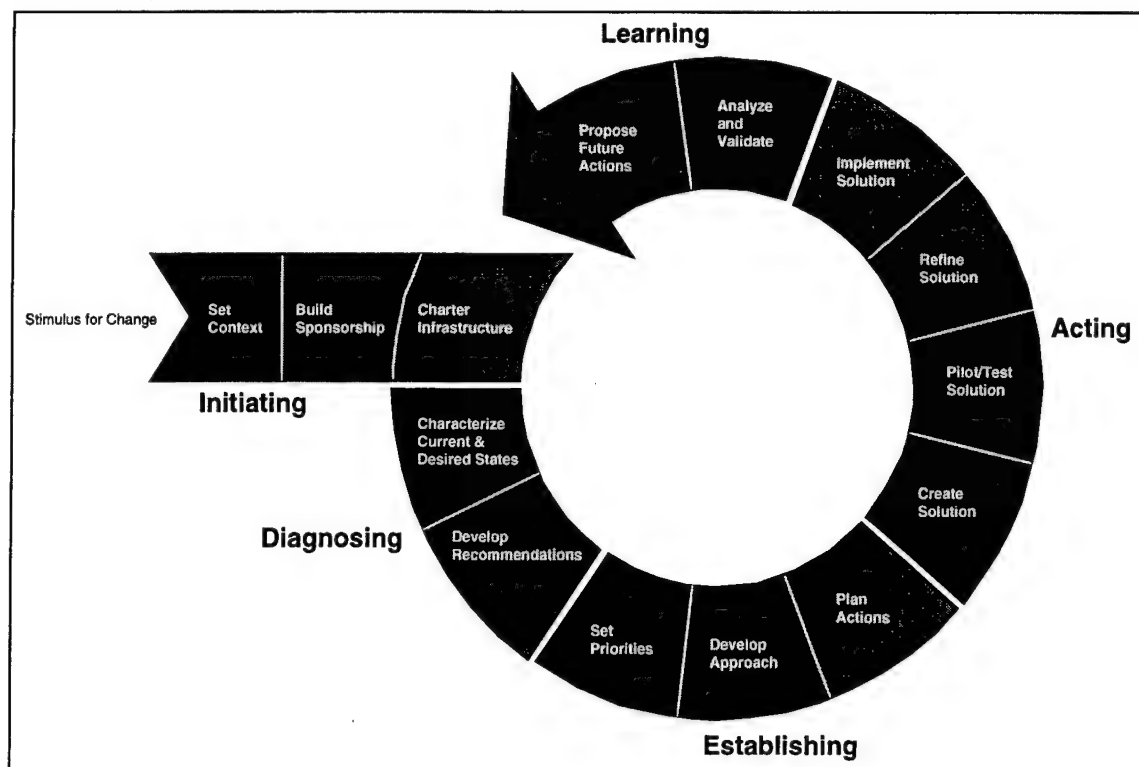 Learning
Propose
Future
Actions
Analyze
and
Validate
Implement
Solution
Refine
Solution
Acting
Pilot/Test
Solution
Create
Solution
Stimulus for Change
Set
Context
Build
Sponsorship
Charter
Infrastructure
Initiating
Characterize
Current &
Desired States
Diagnosing
Develop
Recommendations
Set
Priorities
Develop
Approach
Plan
Actions
Establishing